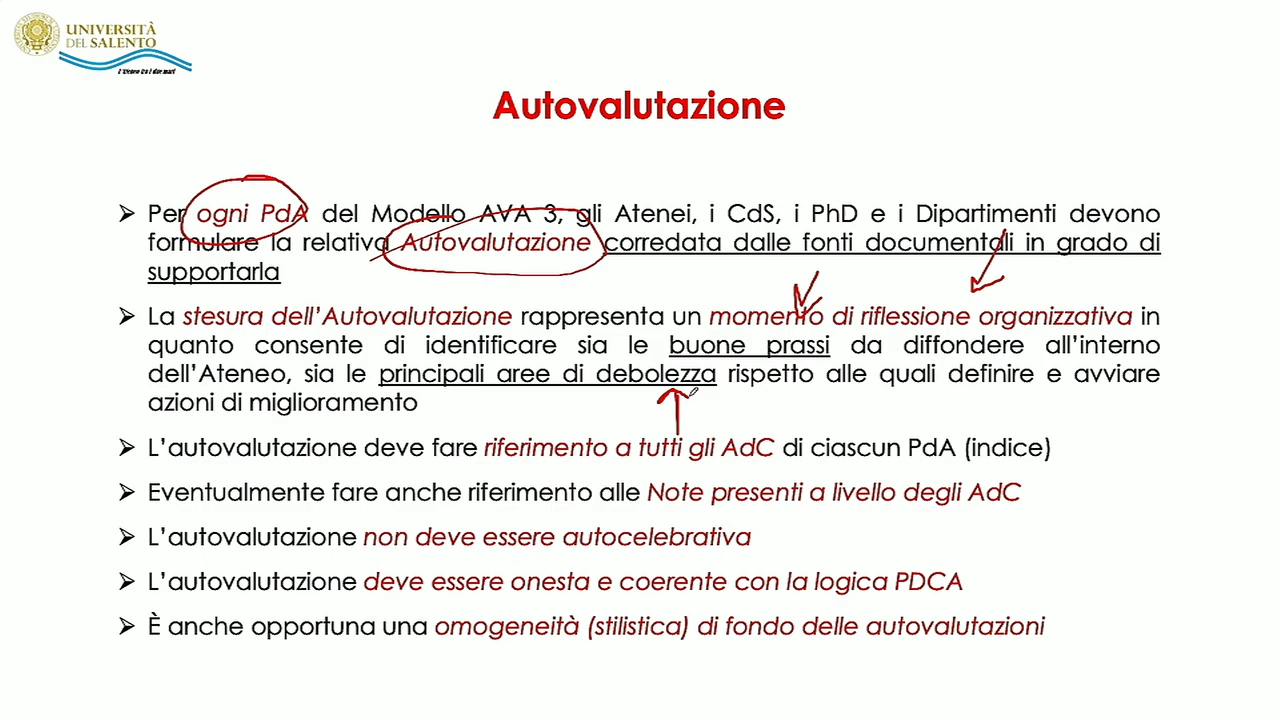 UNIVERSITÀ
DEL SALENTO
L'Ateneo tra i due mari
Autovalutazione
➢ Per ogni PdA del Modello AVA 3, gli Atenei, i CdS, i PhD e i Dipartimenti devono
formulare la relativa Autovalutazione corredata dalle fonti documentali in grado di
supportarla
➢ La stesura dell'Autovalutazione rappresenta un momento di riflessione organizzativa in
quanto consente di identificare sia le buone prassi da diffondere all'interno
dell'Ateneo, sia le principali aree di debolezza rispetto alle quali definire e avviare
azioni di miglioramento
➢ L'autovalutazione deve fare riferimento a tutti gli AdC di ciascun PdA (indice)
➢ Eventualmente fare anche riferimento alle Note presenti a livello degli AdC
➢ L'autovalutazione non deve essere autocelebrativa
➢ L'autovalutazione deve essere onesta e coerente con la logica PDCA
➢ È anche opportuna una omogeneità (stilistica) di fondo delle autovalutazioni